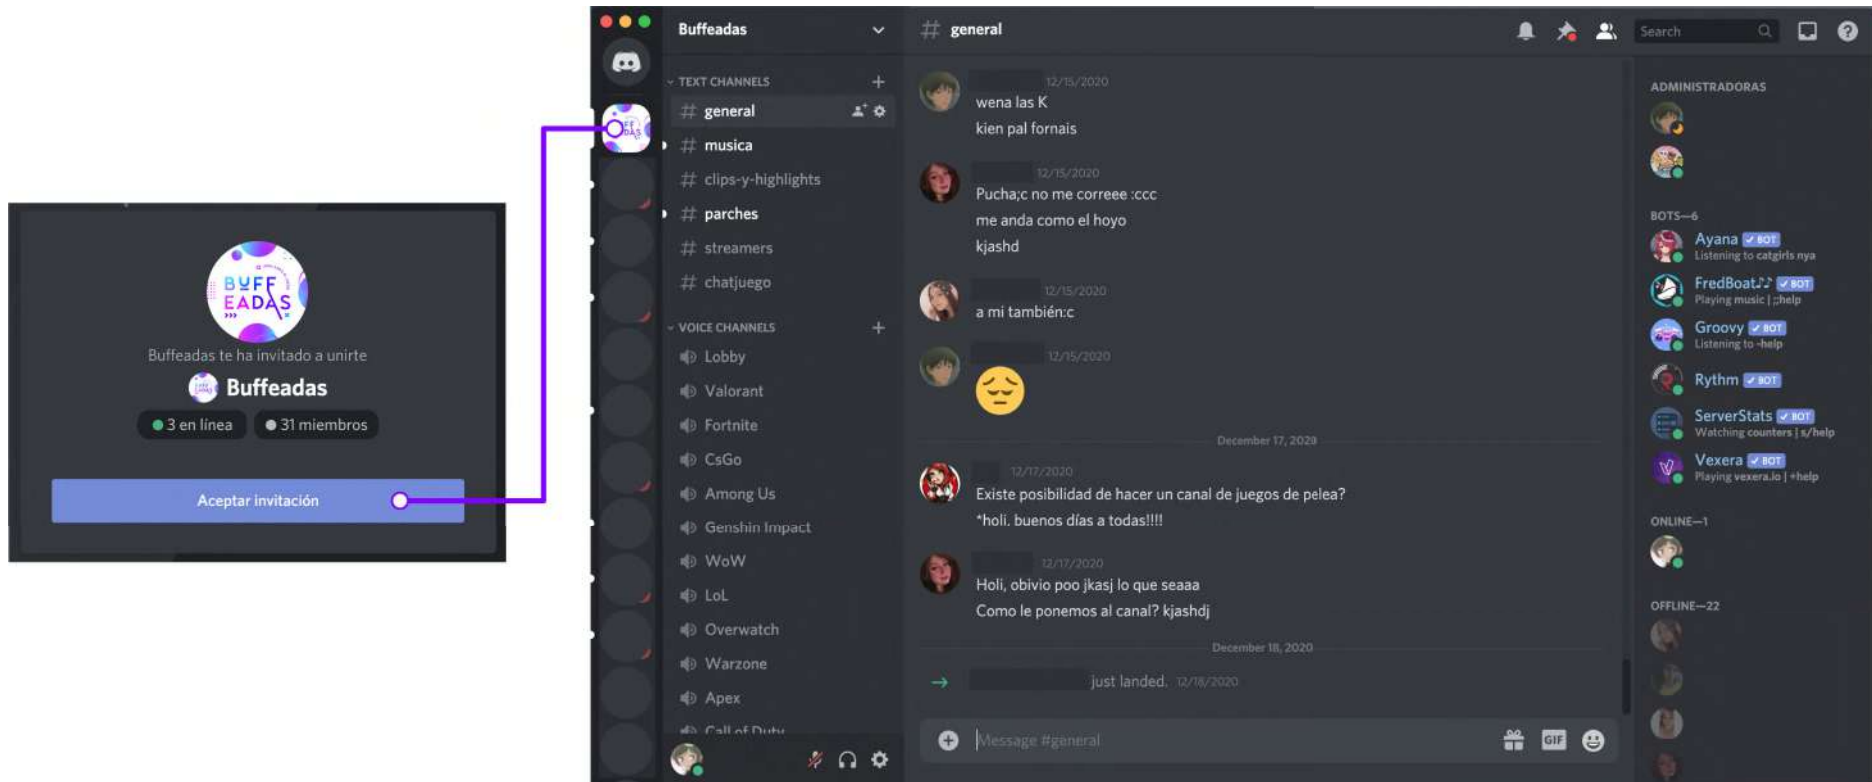 BUFF
EADAS
Buffeadas te ha invitado a unirte
Buffeadas
3 en línea
31 miembros
Aceptar invitación
Buffeadas
TEXT CHANNELS
general
musica
clips-y-highlights
parches
streamers
chatjuego
VOICE CHANNELS
Lobby
Valorant
Fortnite
CsGo
Among Us
Genshin Impact
WoW
LoL
Overwatch
Warzone
Apex
Call of Duty
# general
Search
12/15/2020
wena las K
kien pal fornais
12/15/2020
Pucha;c no me correee :ccc
me anda como el hoyo
kjashd
12/15/2020
a mi también:c
12/15/2020
December 17, 2020
12/17/2020
Existe posibilidad de hacer un canal de juegos de pelea?
*holi. buenos días a todas!!!!
12/17/2020
Holi, obivio poo jkasj lo que seaaa
Como le ponemos al canal? kjashdj
December 18, 2020
just landed. 12/18/2020
Message #general
GIF
ADMINISTRADORAS
BOTS—6
Ayana ✓ BOT
Listening to catgirls nya
FredBoat♪♪ ✓ BOT
Playing music | ;;help
Groovy ✓ BOT
Listening to -help
Rythm ✓ BOT
ServerStats ✓ BOT
Watching counters | s/help
Vexera ✓ BOT
Playing vexera.io | +help
ONLINE—1
OFFLINE—22